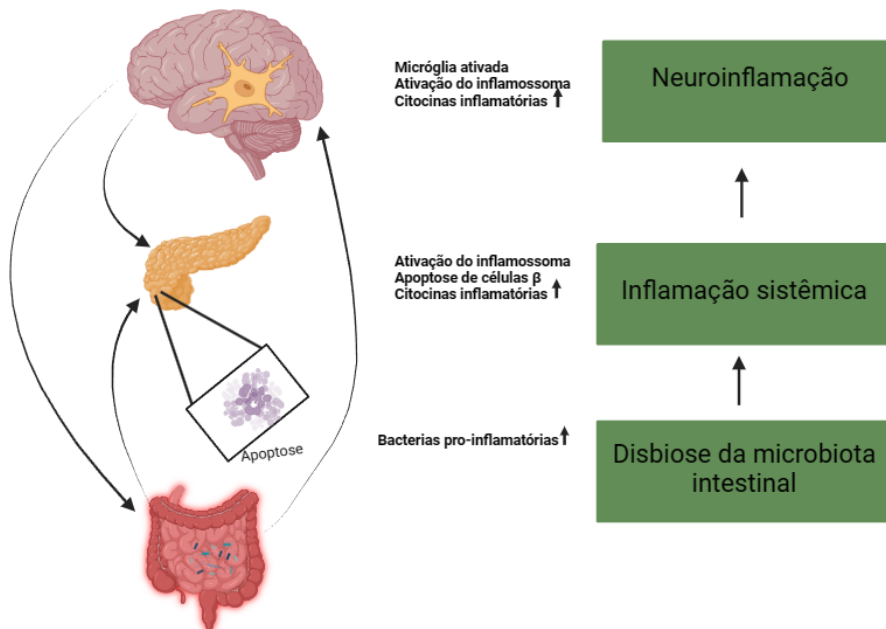 Micróglia ativada
Ativação do inflamossoma
Citocinas inflamatórias
Neuroinflamação
Ativação do inflamossoma
Apoptose de células β
Citocinas inflamatórias
Inflamação sistêmica
Apoptose
Bacterias pro-inflamatórias
Disbiose da microbiota
intestinal